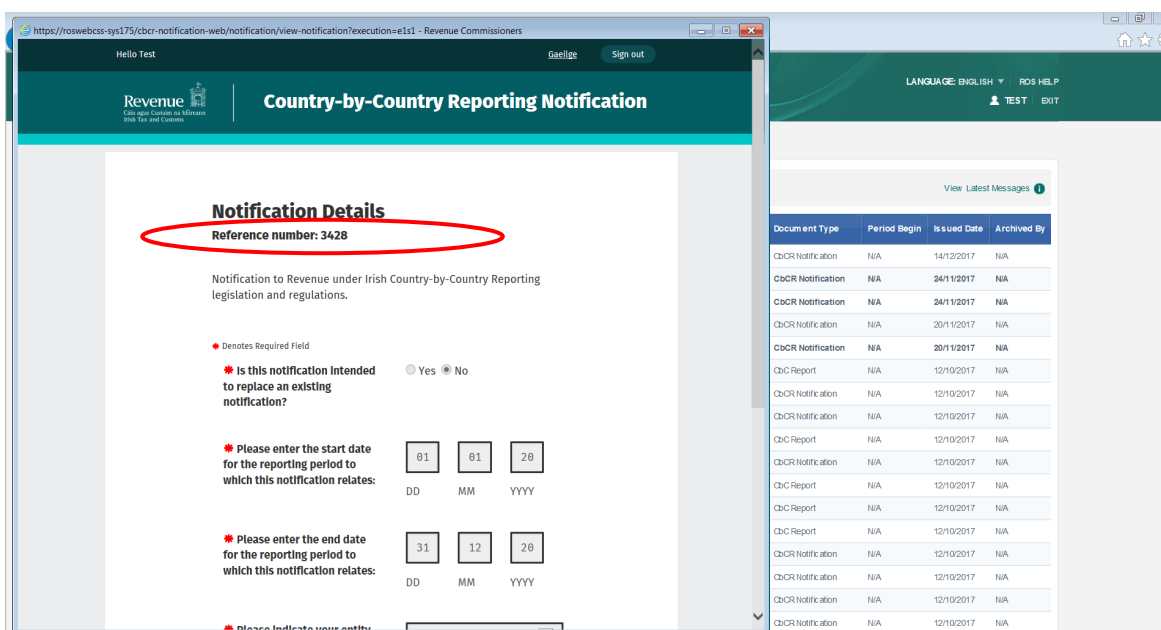 https://roswebcss-sys175/cbcr-notification-web/notification/view-notification?execution=e1s1 - Revenue Commissioners
Hello Test
Gaeilge
Sign out
Revenue
Cáin agus Custaim na hÉireann
Irish Tax and Customs
Country-by-Country Reporting Notification
Notification Details
Reference number: 3428
Notification to Revenue under Irish Country-by-Country Reporting
legislation and regulations.
Denotes Required Field
Is this notification intended
to replace an existing
notification?
Yes No
Please enter the start date
for the reporting period to
which this notification relates:
01 01 20
DD MM YYYY
Please enter the end date
for the reporting period to
which this notification relates:
31 12 20
DD MM YYYY
Please indicate your entity
LANGUAGE: ENGLISH ROS HELP
TEST EXIT
View Latest Messages
Document Type Period Begin Issued Date Archived By
CbCR Notification N/A 14/12/2017 N/A
CbCR Notification N/A 24/11/2017 N/A
CbCR Notification N/A 24/11/2017 N/A
CbCR Notification N/A 20/11/2017 N/A
CbCR Notification N/A 20/11/2017 N/A
CbC Report N/A 12/10/2017 N/A
CbCR Notification N/A 12/10/2017 N/A
CbCR Notification N/A 12/10/2017 N/A
CbC Report N/A 12/10/2017 N/A
CbCR Notification N/A 12/10/2017 N/A
CbC Report N/A 12/10/2017 N/A
CbC Report N/A 12/10/2017 N/A
CbC Report N/A 12/10/2017 N/A
CbCR Notification N/A 12/10/2017 N/A
CbCR Notification N/A 12/10/2017 N/A
CbCR Notification N/A 12/10/2017 N/A
CbCR Notification N/A 12/10/2017 N/A